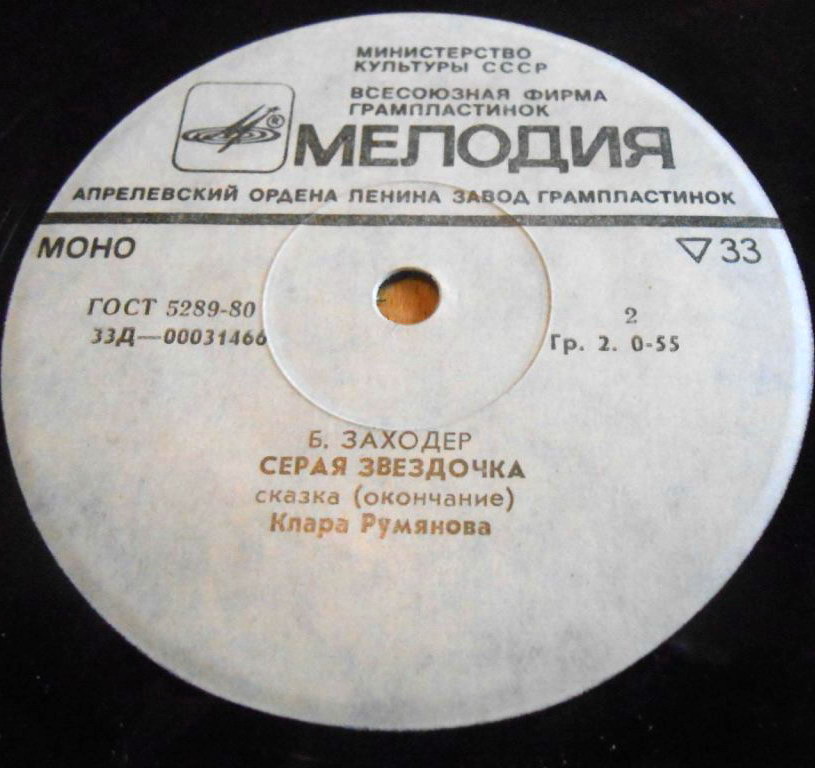 МИНИСТЕРСТВО
КУЛЬТУРЫ СССР
ВСЕСОЮЗНАЯ ФИРМА
ГРАМПЛАСТИНОК
®
МЕЛОДИЯ
АПРЕЛЕВСКИЙ ОРДЕНА ЛЕНИНА ЗАВОД ГРАМПЛАСТИНОК
МОНО
▽ 33
ГОСТ 5289-80
33Д—00031466
2
Гр. 2. 0-55
Б. ЗАХОДЕР
СЕРАЯ ЗВЕЗДОЧКА
сказка (окончание)
Клара Румянова